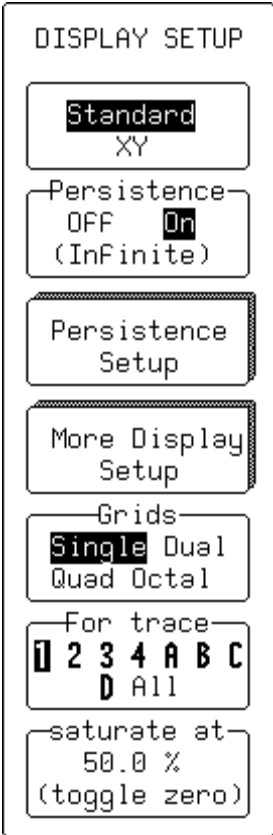 DISPLAY SETUP
Standard
XY
Persistence
OFF On
(Infinite)
Persistence
Setup
More Display
Setup
Grids
Single Dual
Quad Octal
For trace
1 2 3 4 A B C
D All
saturate at
50.0 %
(toggle zero)